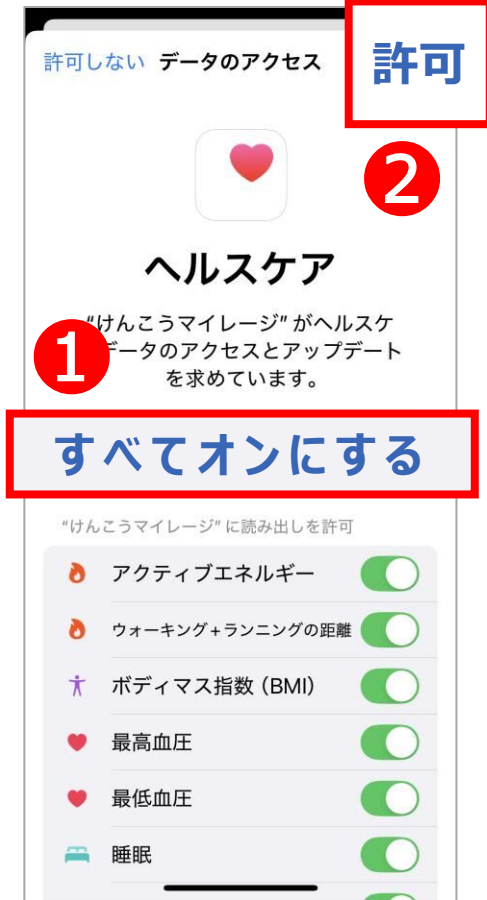 許可しない データのアクセス 許可
2
ヘルスケア
"けんこうマイレージ" がヘルスケ
1 データのアクセスとアップデート
を求めています。
すべてオンにする
"けんこうマイレージ" に読み出しを許可
アクティブエネルギー
ウォーキング+ランニングの距離
ボディマス指数 (BMI)
最高血圧
最低血圧
睡眠